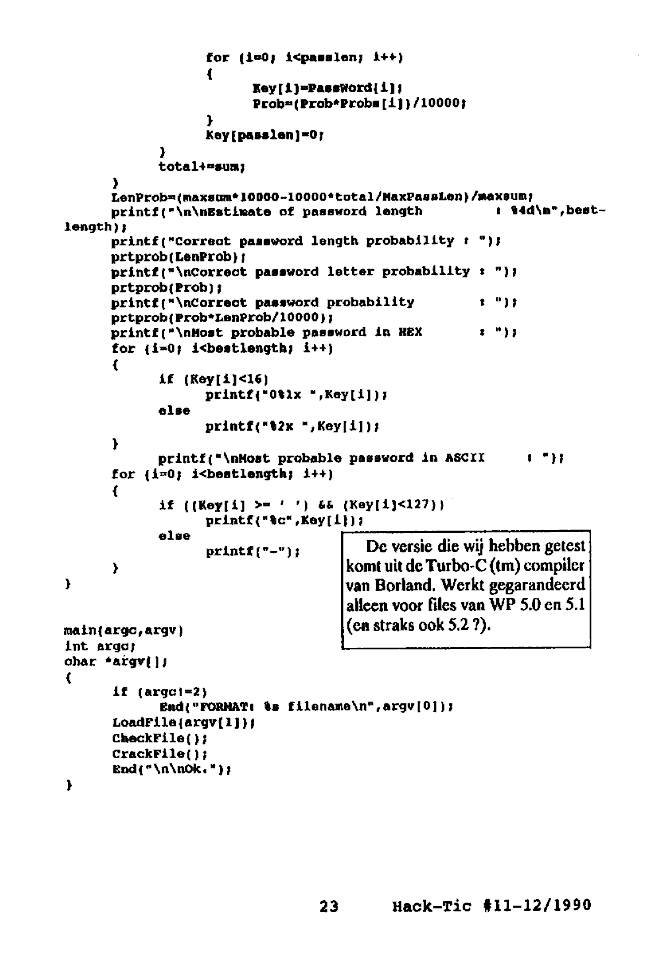 for (i=0; i<passlen; i++)
{
Key[i]=PassWord[i];
Prob=(Prob*Probs[i])/10000;
}
Key[passlen]=0;
}
total+=sum;
}
LenProb=(maxsum*10000-10000*total/MaxPassLen)/maxsum;
printf("\n\nEstimate of password length : %4d\n",best-
length);
printf("Correct password length probability : ");
prtprob(LenProb);
printf("\nCorrect password letter probability : ");
prtprob(Prob);
printf("\nCorrect password probability : ");
prtprob(Prob*LenProb/10000);
printf("\nMost probable password in HEX : ");
for (i=0; i<bestlength; i++)
{
if (Key[i]<16)
printf("0%1x ",Key[i]);
else
printf("%2x ",Key[i]);
}
printf("\nMost probable password in ASCII : ");
for (i=0; i<bestlength; i++)
{
if ((Key[i] >= ' ') && (Key[i]<127))
printf("%c",Key[i]);
else
printf("-");
}
}
De versie die wij hebben getest
komt uit de Turbo-C (tm) compiler
van Borland. Werkt gegarandeerd
alleen voor files van WP 5.0 en 5.1
(en straks ook 5.2 ?).
main(argc,argv)
int argc;
char *argv[];
{
if (argc!=2)
End("FORMAT: %s filename\n",argv[0]);
LoadFile(argv[1]);
CheckFile();
CrackFile();
End("\n\nOk.");
}
23 Hack-Tic #11-12/1990